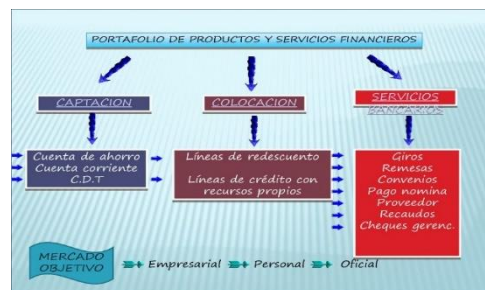 PORTAFOLIO DE PRODUCTOS Y SERVICIOS FINANCIEROS
CAPTACION
COLOCACION
SERVICIOS
BANCARIOS
Cuenta de ahorro
Cuenta corriente
C.D.T
Líneas de redescuento
Líneas de crédito con
recursos propios
Giros
Remesas
Convenios
Pago nomina
Proveedor
Recaudos
Cheques gerenc.
MERCADO
OBJETIVO
Empresarial
Personal
Oficial